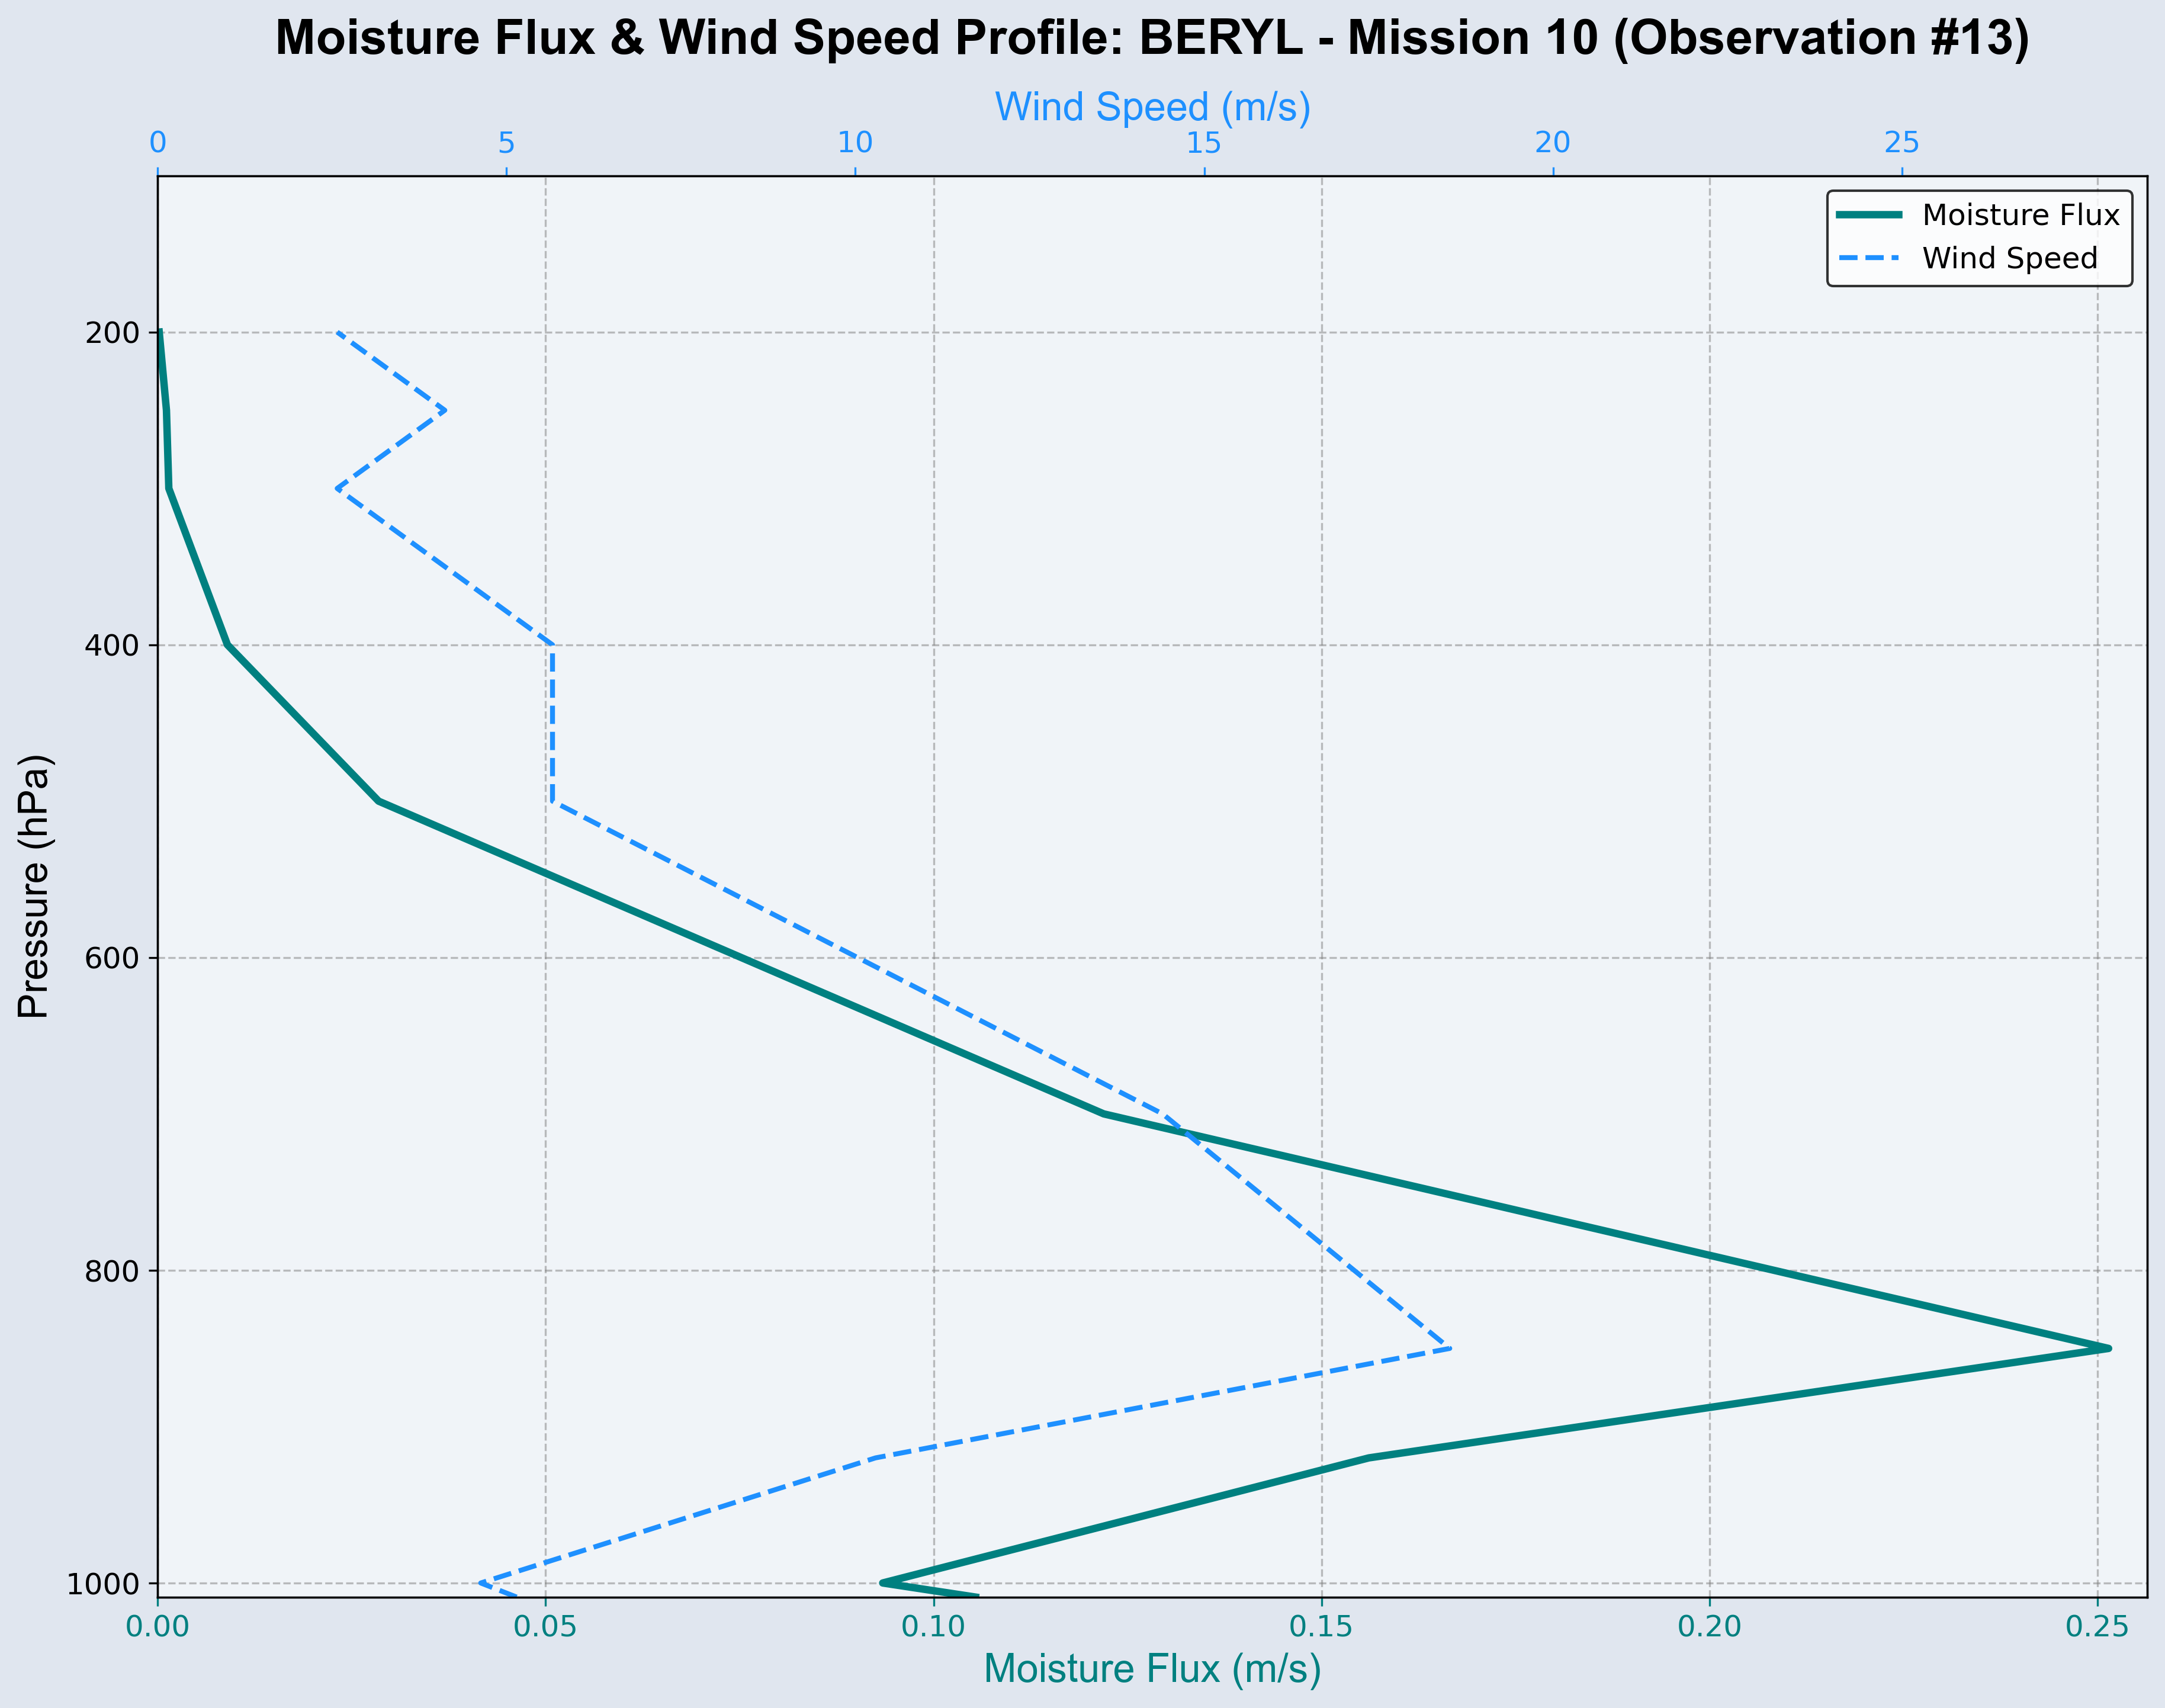 Moisture Flux & Wind Speed Profile: BERYL - Mission 10 (Observation #13)
Wind Speed (m/s)
0 5 10 15 20 25
Moisture Flux
Wind Speed
200
400
600
800
1000
Pressure (hPa)
0.00 0.05 0.10 0.15 0.20 0.25
Moisture Flux (m/s)